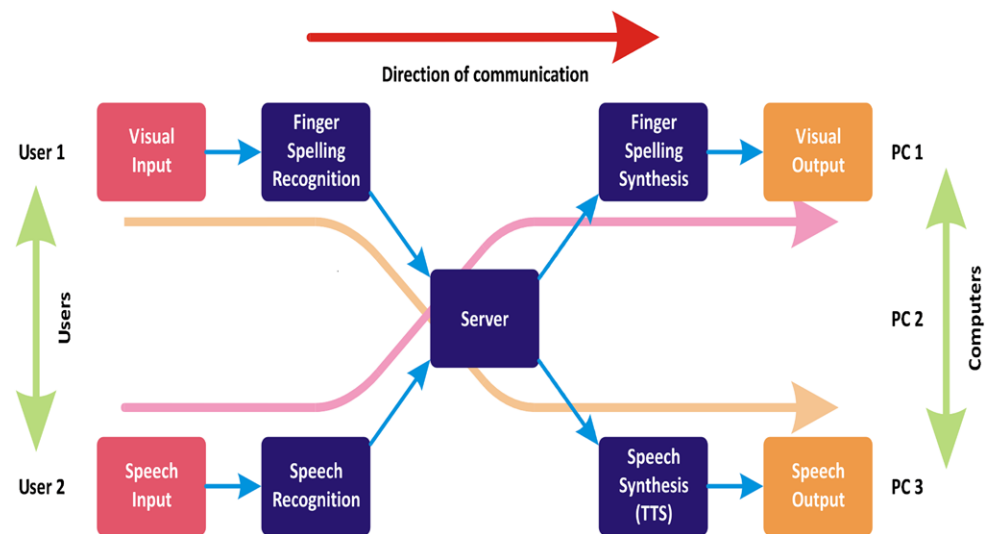 Direction of communication
User 1
Visual
Input
Finger
Spelling
Recognition
Finger
Spelling
Synthesis
Visual
Output
PC 1
Users
Server
PC 2
Computers
User 2
Speech
Input
Speech
Recognition
Speech
Synthesis
(TTS)
Speech
Output
PC 3